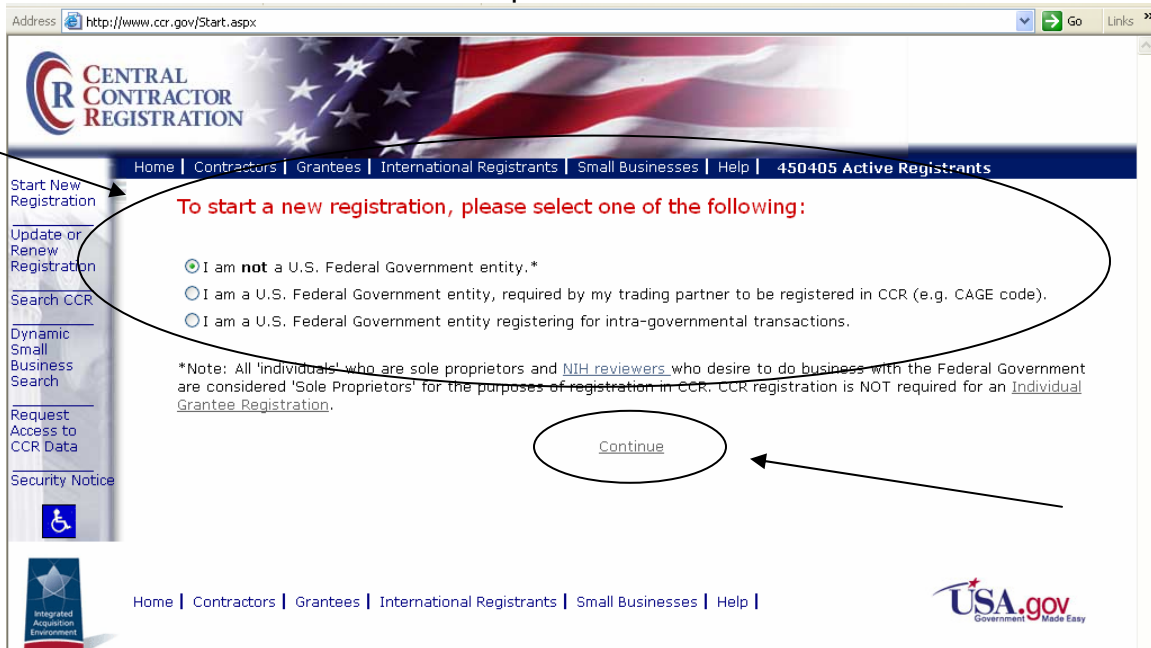 Address http://www.ccr.gov/Start.aspx Go Links »
CENTRAL
CONTRACTOR
REGISTRATION
CR
Home | Contractors | Grantees | International Registrants | Small Businesses | Help | 450405 Active Registrants
Start New
Registration
Update or
Renew
Registration
Search CCR
Dynamic
Small
Business
Search
Request
Access to
CCR Data
Security Notice
To start a new registration, please select one of the following:
I am not a U.S. Federal Government entity.*
I am a U.S. Federal Government entity, required by my trading partner to be registered in CCR (e.g. CAGE code).
I am a U.S. Federal Government entity registering for intra-governmental transactions.
*Note: All 'individuals' who are sole proprietors and NIH reviewers who desire to do business with the Federal Government
are considered 'Sole Proprietors' for the purposes of registration in CCR. CCR registration is NOT required for an Individual
Grantee Registration.
Continue
Integrated
Acquisition
Environment
Home | Contractors | Grantees | International Registrants | Small Businesses | Help |
USA.gov
Government Made Easy